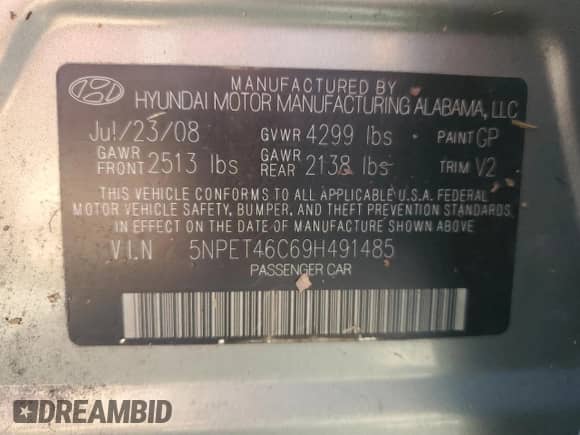 MANUFACTURED BY
HYUNDAI MOTOR MANUFACTURING ALABAMA, LLC
Jul/23/08 GVWR 4299 lbs PAINT GP
GAWR FRONT 2513 lbs GAWR REAR 2138 lbs TRIM V2
THIS VEHICLE CONFORMS TO ALL APPLICABLE U.S.A. FEDERAL
MOTOR VEHICLE SAFETY, BUMPER, AND THEFT PREVENTION STANDARDS
IN EFFECT ON THE DATE OF MANUFACTURE SHOWN ABOVE
V.I.N 5NPET46C69H491485
PASSENGER CAR
DREAMBID